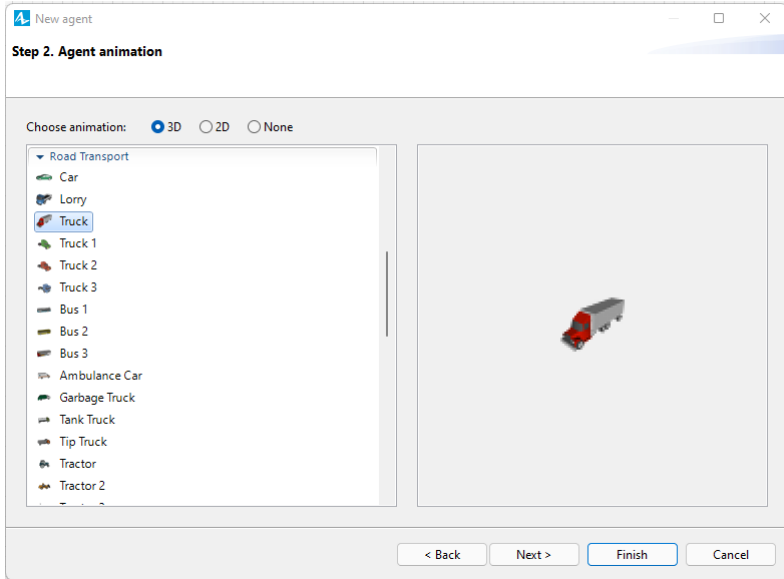 New agent
Step 2. Agent animation
Choose animation: 3D 2D None
Road Transport
Car
Lorry
Truck
Truck 1
Truck 2
Truck 3
Bus 1
Bus 2
Bus 3
Ambulance Car
Garbage Truck
Tank Truck
Tip Truck
Tractor
Tractor 2
< Back Next > Finish Cancel